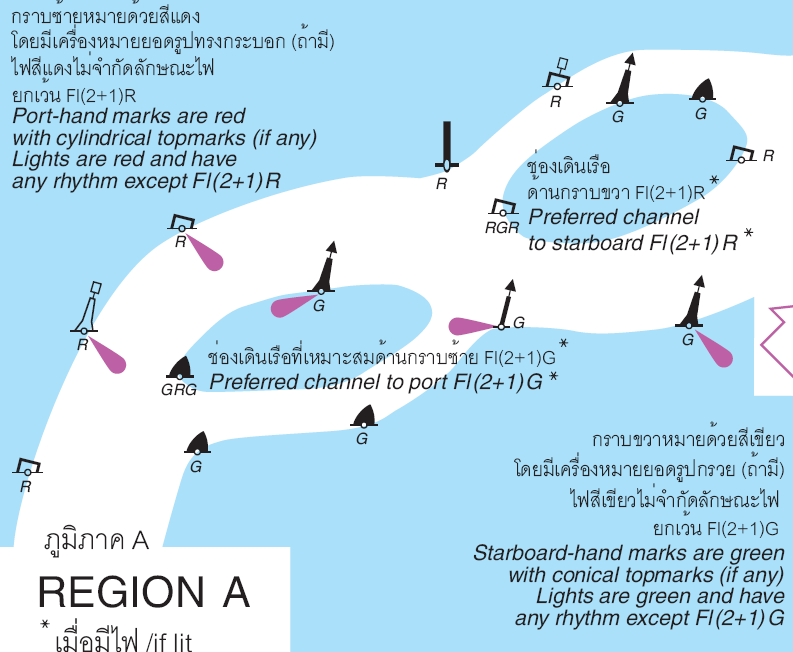 กราบซ้ายหมายด้วยสีแดง
โดยมีเครื่องหมายยอดรูปทรงกระบอก (ถ้ามี)
ไฟสีแดงไม่จำกัดลักษณะไฟ
ยกเว้น Fl(2+1)R
Port-hand marks are red
with cylindrical topmarks (if any)
Lights are red and have
any rhythm except Fl(2+1)R
R
G
G
R
R
ช่องเดินเรือ
ด้านกราบขวา Fl(2+1)R *
Preferred channel
to starboard Fl(2+1)R *
RGR
R
G
G
G
R
ช่องเดินเรือที่เหมาะสมด้านกราบซ้าย Fl(2+1)G *
Preferred channel to port Fl(2+1)G *
GRG
G
G
R
กราบขวาหมายด้วยสีเขียว
โดยมีเครื่องหมายยอดรูปกรวย (ถ้ามี)
ไฟสีเขียวไม่จำกัดลักษณะไฟ
ยกเว้น Fl(2+1)G
Starboard-hand marks are green
with conical topmarks (if any)
Lights are green and have
any rhythm except Fl(2+1)G
ภูมิภาค A
REGION A
* เมื่อมีไฟ /if lit